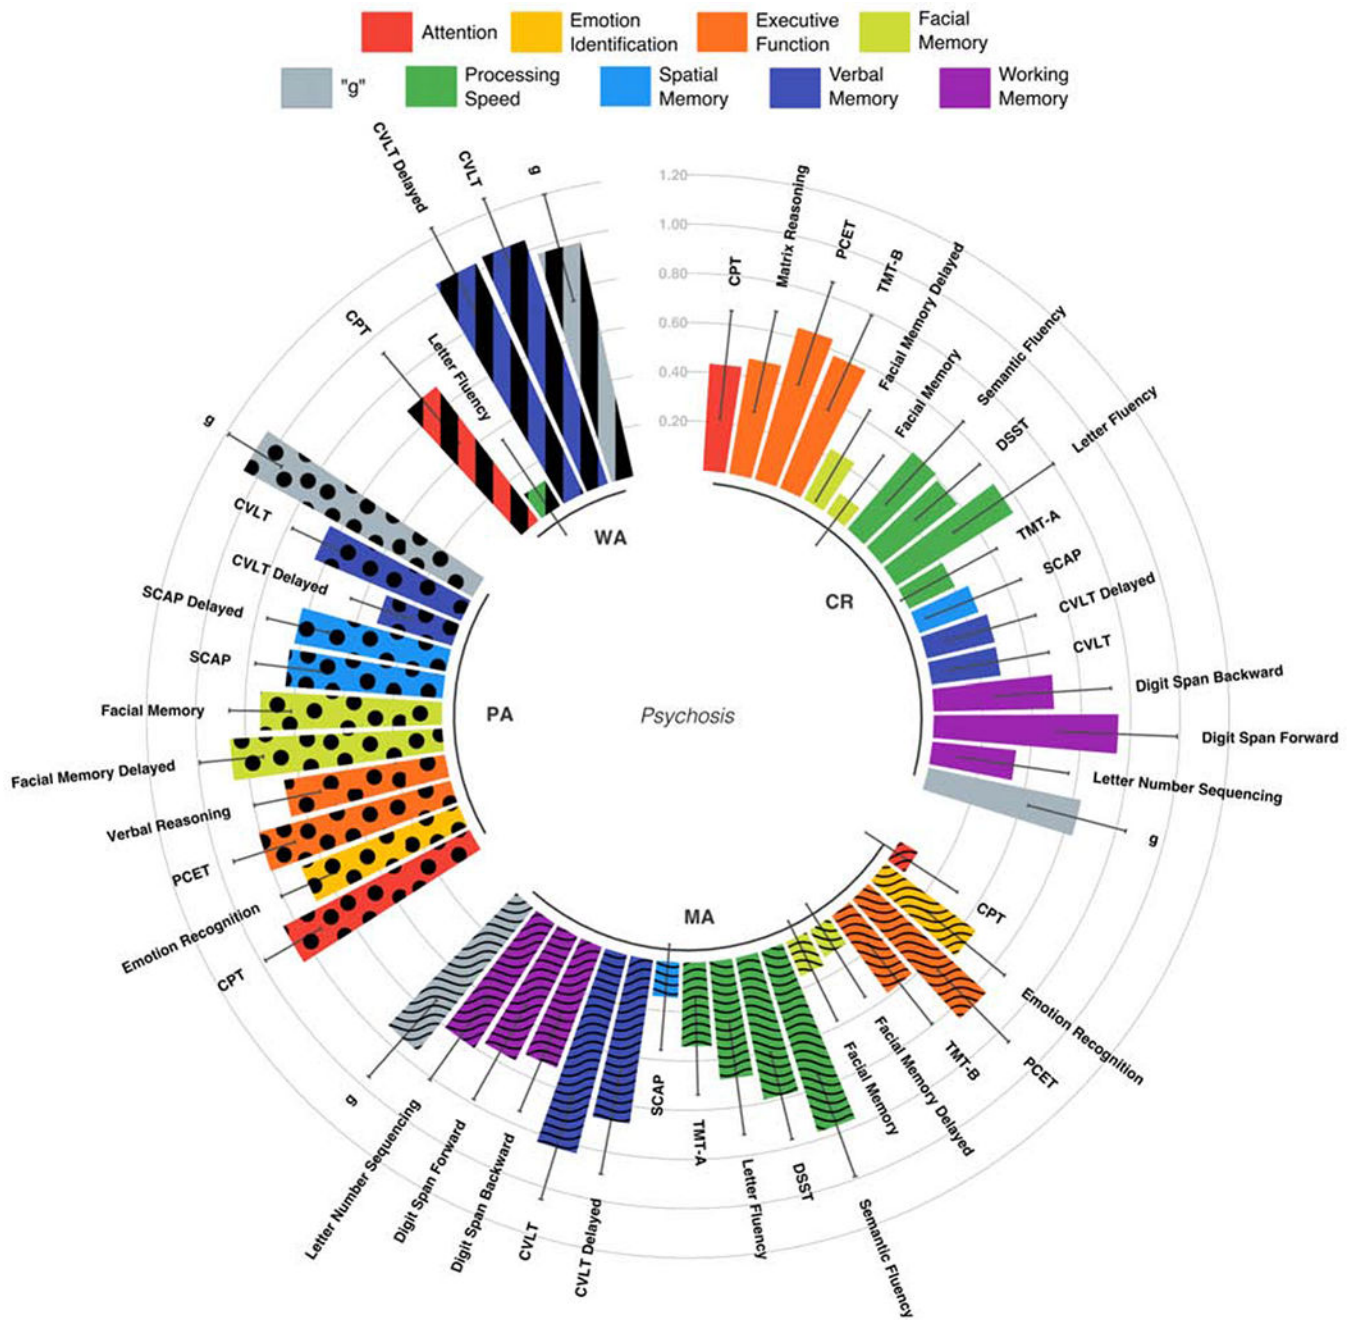 Attention
Emotion
Identification
Executive
Function
Facial
Memory
"g"
Processing
Speed
Spatial
Memory
Verbal
Memory
Working
Memory
1.20
1.00
0.80
0.60
0.40
0.20
CPT
Matrix Reasoning
PCET
TMT-B
Facial Memory Delayed
Facial Memory
Semantic Fluency
DSST
Letter Fluency
TMT-A
SCAP
CVLT Delayed
CVLT
Digit Span Backward
Digit Span Forward
Letter Number Sequencing
g
CR
CPT
Emotion Recognition
PCET
TMT-B
Facial Memory Delayed
Facial Memory
Semantic Fluency
DSST
Letter Fluency
TMT-A
SCAP
CVLT Delayed
CVLT
Digit Span Backward
Digit Span Forward
Letter Number Sequencing
g
MA
CPT
Emotion Recognition
PCET
Verbal Reasoning
Facial Memory Delayed
Facial Memory
SCAP
SCAP Delayed
CVLT Delayed
CVLT
g
PA
CPT
Letter Fluency
CVLT Delayed
CVLT
g
WA
Psychosis